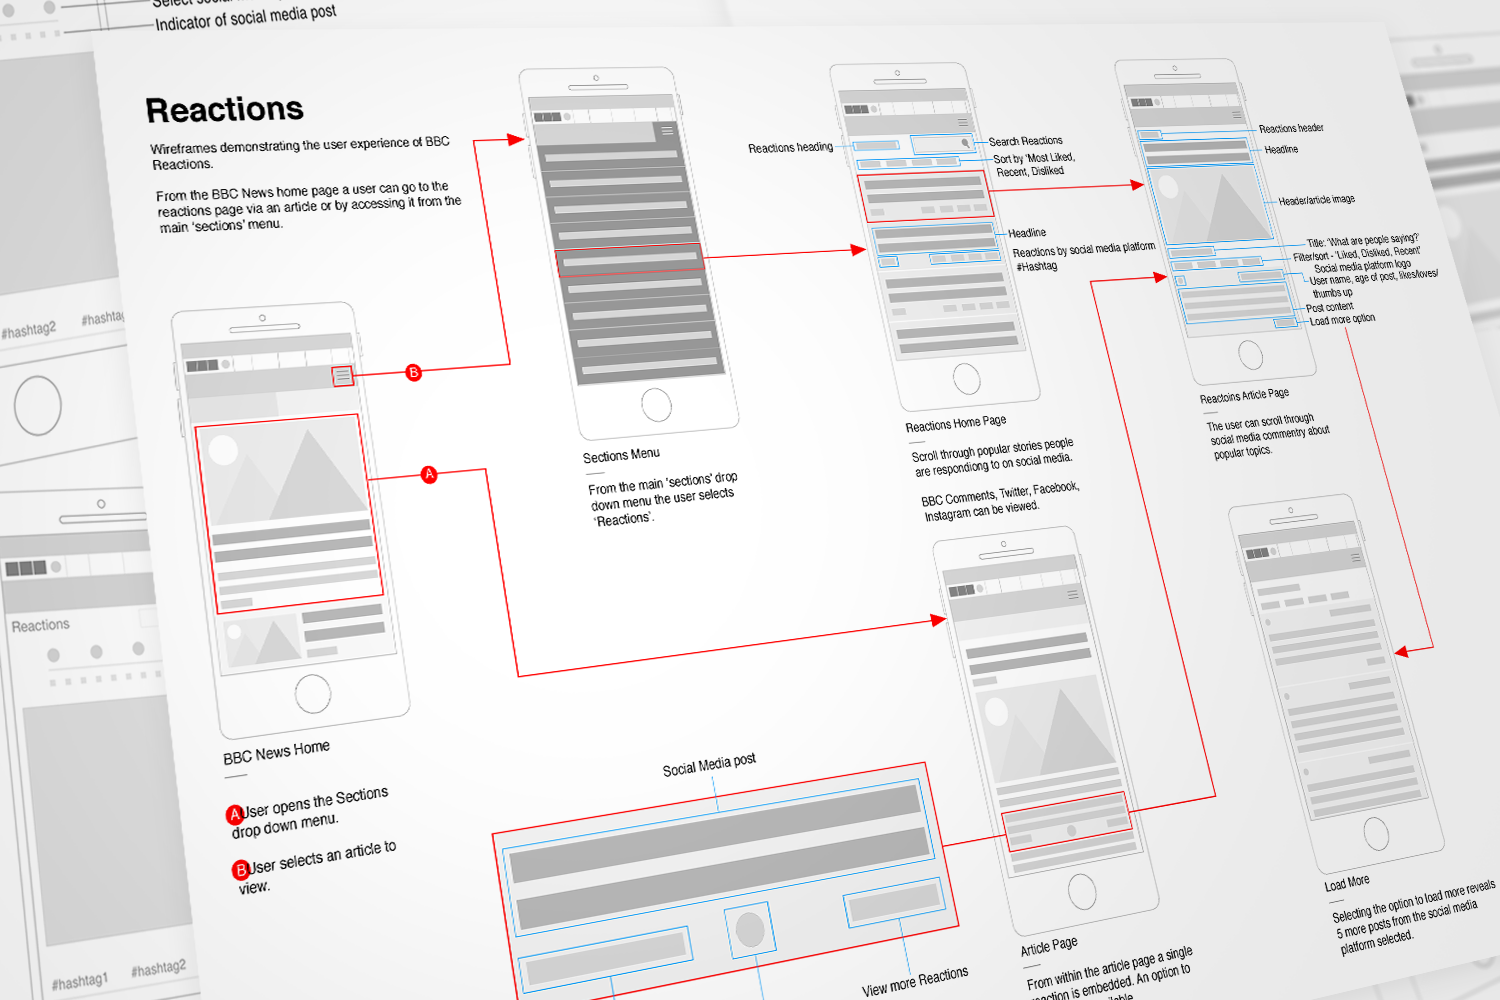 Indicator of social media post
Reactions
Wireframes demonstrating the user experience of BBC
Reactions.
From the BBC News home page a user can go to the
reactions page via an article or by accessing it from the
main ‘sections’ menu.
#hashtag2
B
A
BBC News Home
A User opens the Sections
drop down menu.
B User selects an article to
view.
Sections Menu
From the main ‘sections’ drop
down menu the user selects
‘Reactions’.
Reactions heading
Search Reactions
Sort by ‘Most Liked,
Recent, Disliked
Headline
Reactions by social media platform
#Hashtag
Reactions Home Page
Scroll through popular stories people
are respondiong to on social media.
BBC Comments, Twitter, Facebook,
Instagram can be viewed.
Reactions header
Headline
Header/article image
Title: ‘What are people saying?’
Filter/sort - ‘Liked, Disliked, Recent’
Social media platform logo
User name, age of post, likes/loves/
thumbs up
Post content
Load more option
Reactoins Article Page
The user can scroll through
social media commentry about
popular topics.
Social Media post
View more Reactions
Article Page
From within the article page a single
reaction is embedded. An option to
Load More
Selecting the option to load more reveals
5 more posts from the social media
platform selected.
Reactions
#hashtag1 #hashtag2